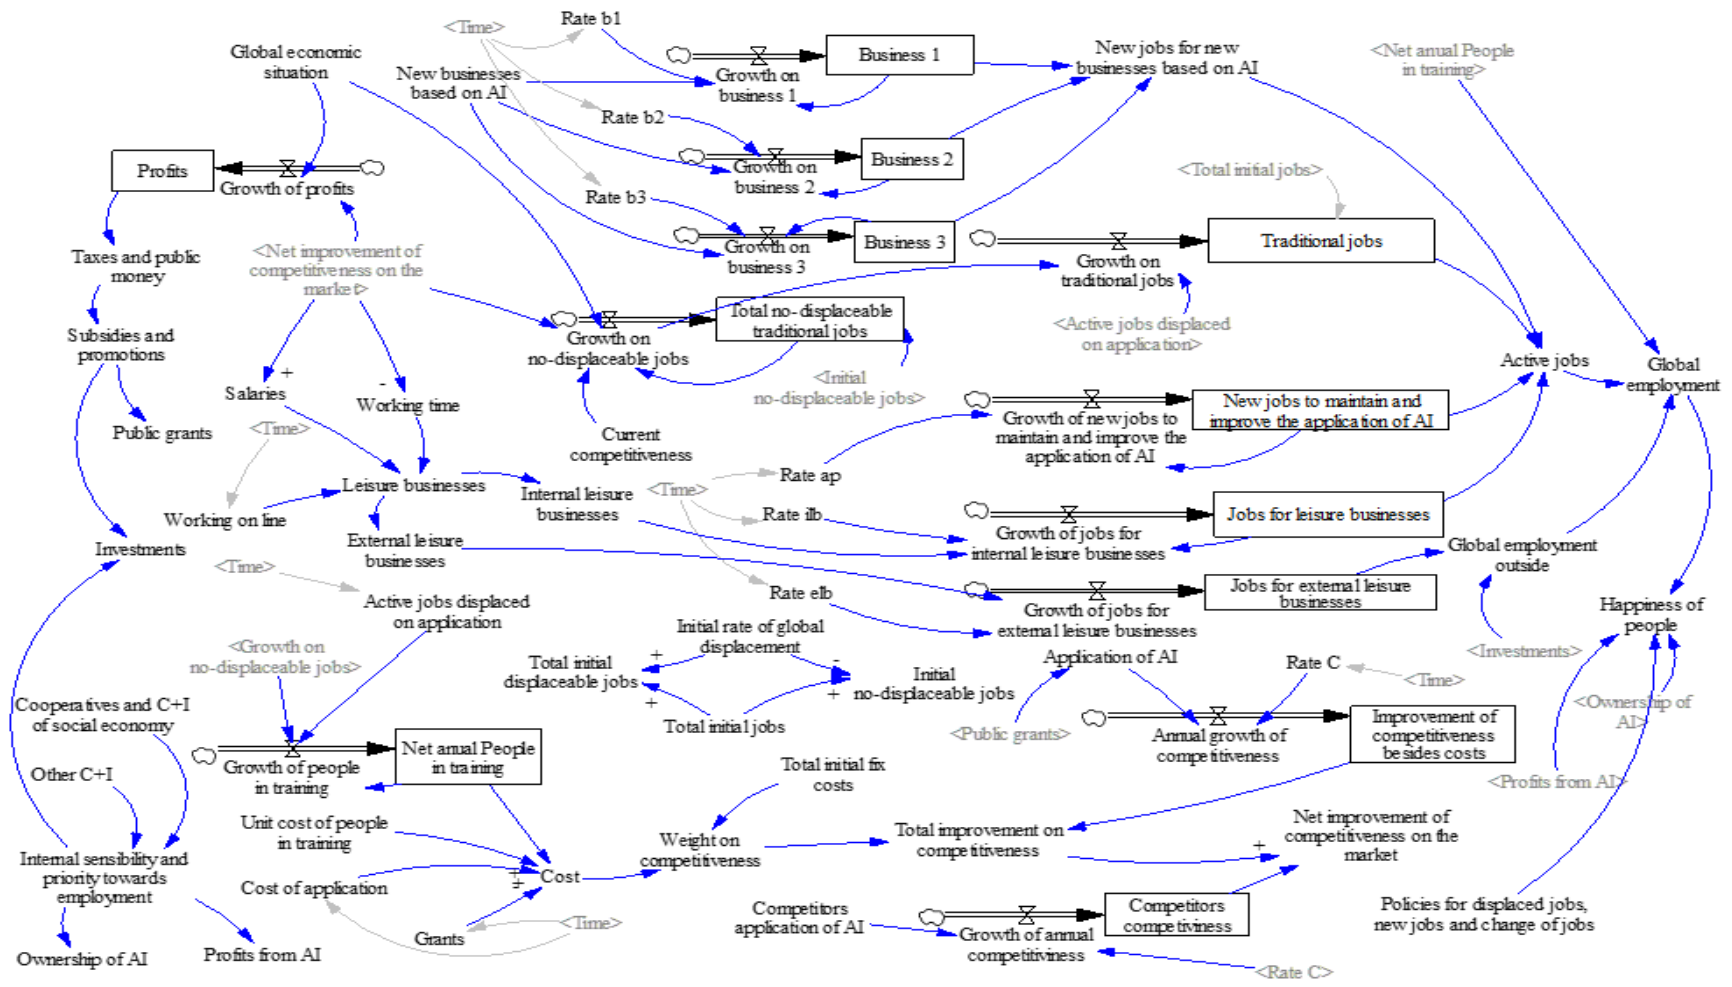 <Time>
Rate b1
Global economic
situation
New businesses
based on AI
Growth on
business 1
Business 1
New jobs for new
businesses based on AI
<Net anual People
in training>
Rate b2
Growth on
business 2
Business 2
Profits
Growth of profits
Rate b3
Growth on
business 3
Business 3
<Total initial jobs>
Traditional jobs
Growth on
traditional jobs
<Active jobs displaced
on application>
Taxes and public
money
<Net improvement of
competitiveness on the
market>
Total no-displaceable
traditional jobs
Growth on
no-displaceable jobs
<Initial
no-displaceable jobs>
Subsidies and
promotions
+
Salaries
-
Working time
Public grants
<Time>
Current
competitiveness
Active jobs
Global
employment
New jobs to maintain and
improve the application of AI
Growth of new jobs to
maintain and improve the
application of AI
Leisure businesses
Internal leisure
businesses
<Time>
Rate ap
Rate ilb
Working on line
Investments
External leisure
businesses
Growth of jobs for
internal leisure businesses
Jobs for leisure businesses
Global employment
outside
<Time>
Active jobs displaced
on application
Rate elb
Growth of jobs for
external leisure businesses
Jobs for external leisure
businesses
Happiness of
people
<Growth on
no-displaceable jobs>
Initial rate of global
displacement
Total initial
displaceable jobs
+
+
-
+
Initial
no-displaceable jobs
Total initial jobs
Application of AI
Rate C
<Time>
<Investments>
<Ownership of
AI>
Cooperatives and C+I
of social economy
<Public grants>
Annual growth of
competitiveness
Improvement of
competitiveness
besides costs
<Profits from AI>
Other C+I
Growth of people
in training
Net anual People
in training
Total initial fix
costs
Unit cost of people
in training
Weight on
competitiveness
Total improvement on
competitiveness
+
Net improvement of
competitiveness on the
market
Internal sensibility and
priority towards
employment
Cost of application
+
+
Cost
Grants
<Time>
Competitors
application of AI
Growth of annual
competitiviness
Competitors
competiviness
Policies for displaced jobs,
new jobs and change of jobs
Ownership of AI
Profits from AI
<Rate C>